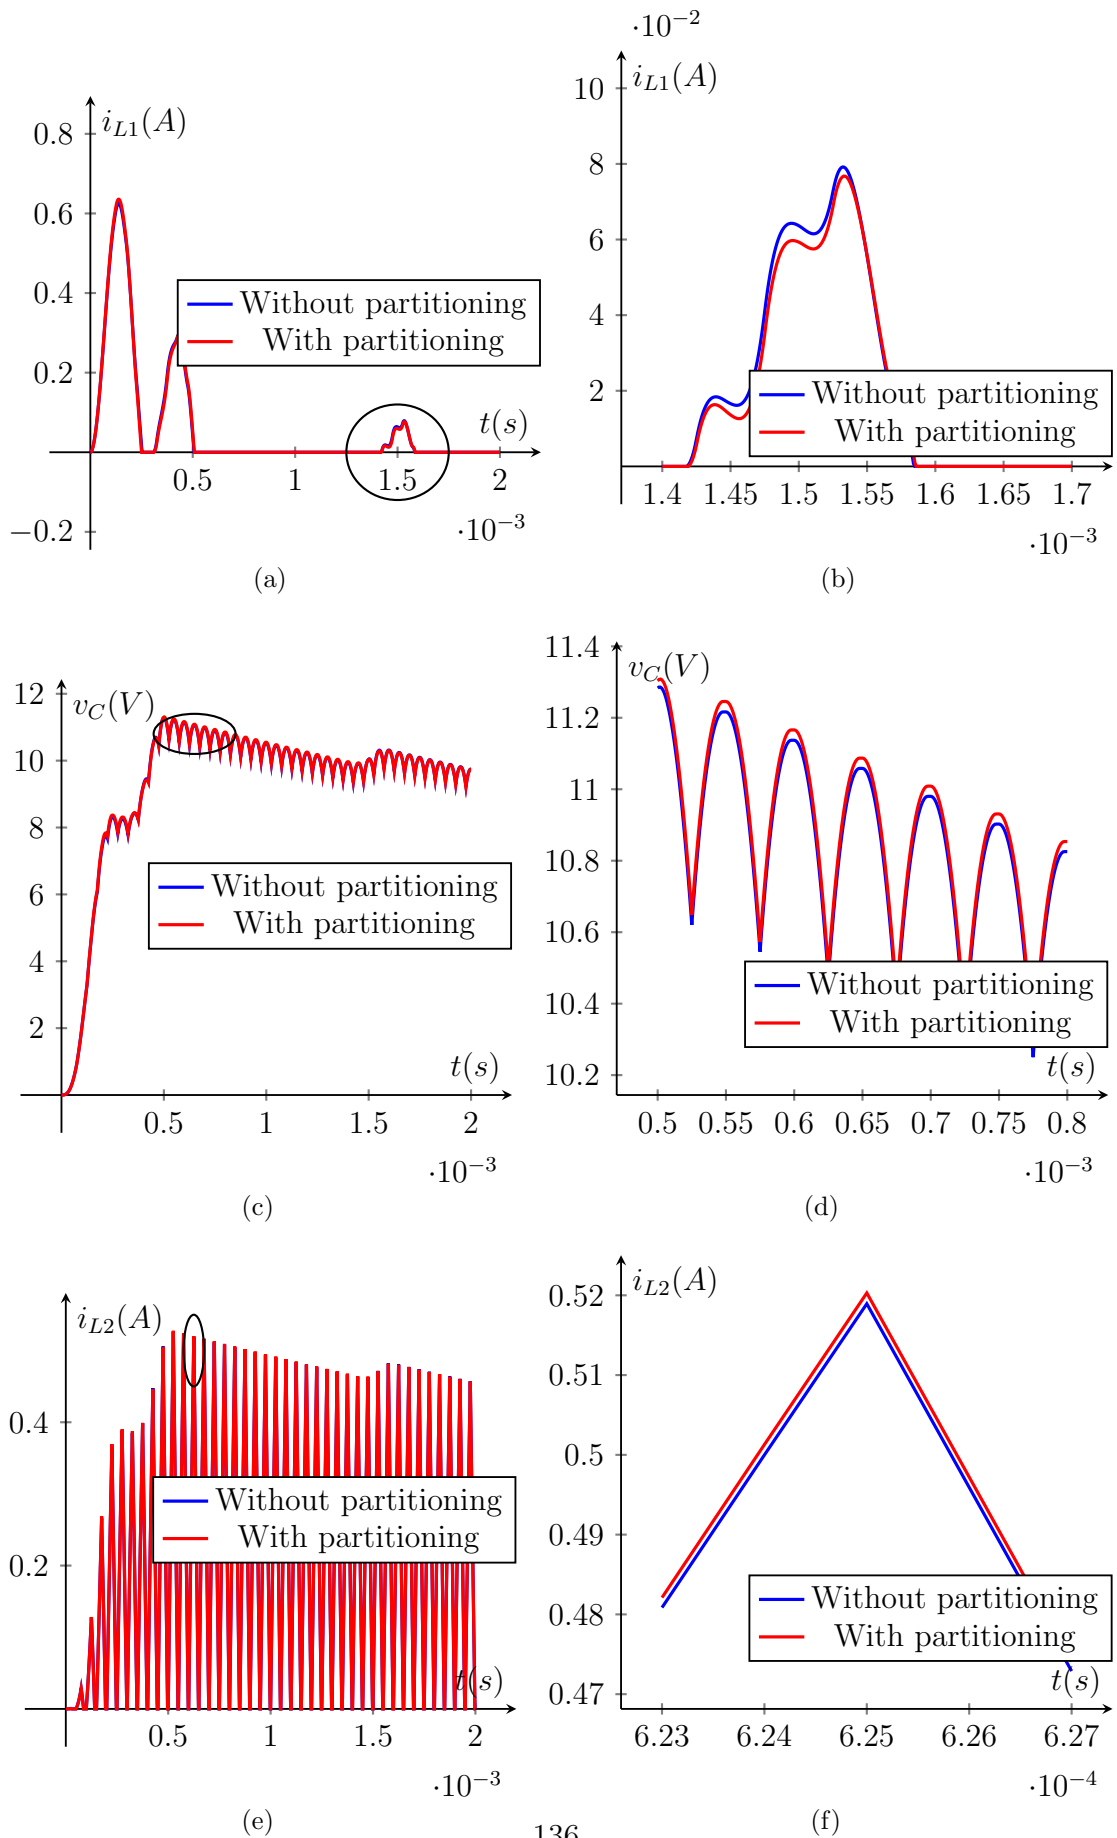 ·10⁻²
i_{L1}(A)
10
8
6
4
2
Without partitioning
With partitioning
1.4 1.45 1.5 1.55 1.6 1.65 1.7
·10⁻³
(b)
i_{L1}(A)
0.8
0.6
0.4
0.2
−0.2
Without partitioning
With partitioning
t(s)
0.5 1 1.5 2
·10⁻³
(a)
v_C(V)
12
10
8
6
4
2
Without partitioning
With partitioning
t(s)
0.5 1 1.5 2
·10⁻³
(c)
11.4
v_C(V)
11.2
11
10.8
10.6
10.4
10.2
Without partitioning
With partitioning
t(s)
0.5 0.55 0.6 0.65 0.7 0.75 0.8
·10⁻³
(d)
i_{L2}(A)
0.4
0.2
Without partitioning
With partitioning
t(s)
0.5 1 1.5 2
·10⁻³
(e)
i_{L2}(A)
0.52
0.51
0.5
0.49
0.48
0.47
Without partitioning
With partitioning
t(s)
6.23 6.24 6.25 6.26 6.27
·10⁻⁴
(f)
136